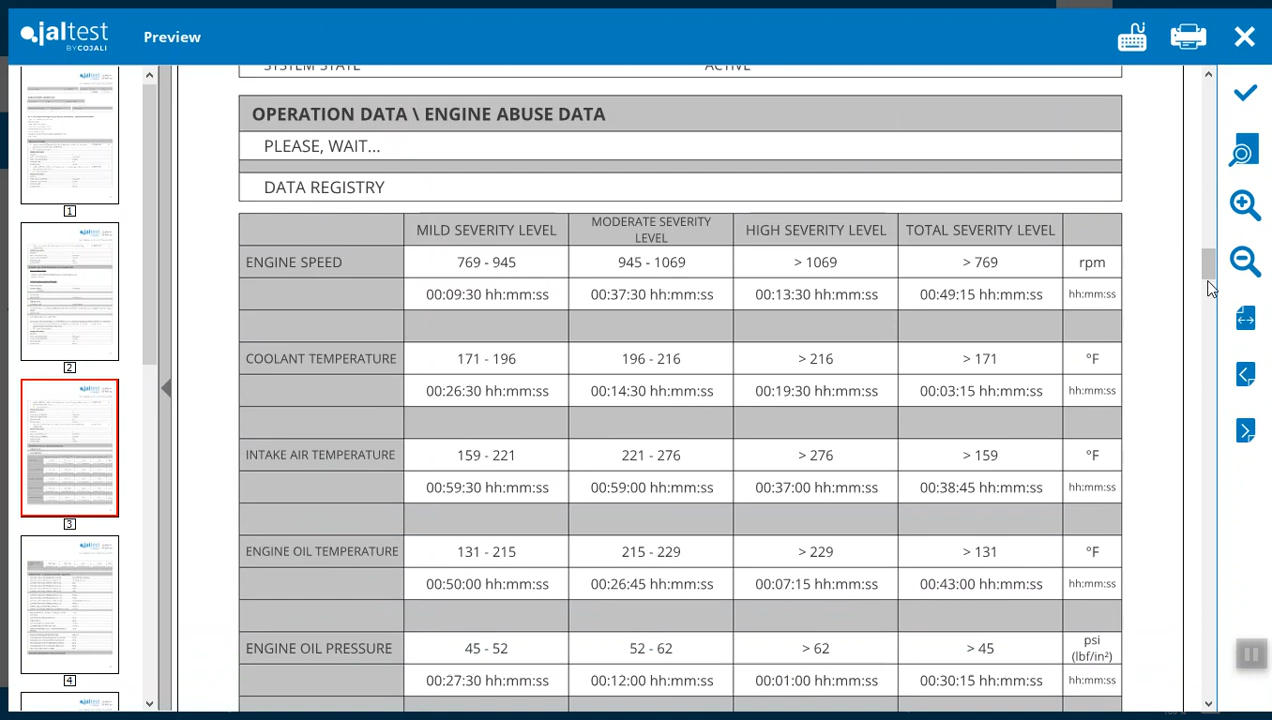 jaltest
BY COJALI
Preview
SYSTEM STATE ACTIVE
OPERATION DATA \ ENGINE ABUSE DATA
PLEASE, WAIT...
DATA REGISTRY
MILD SEVERITY LEVEL MODERATE SEVERITY LEVEL HIGH SEVERITY LEVEL TOTAL SEVERITY LEVEL
ENGINE SPEED 769 - 945 945 - 1069 > 1069 > 769 rpm
00:09:30 hh:mm:ss 00:37:30 hh:mm:ss 00:13:30 hh:mm:ss 00:49:15 hh:mm:ss hh:mm:ss
COOLANT TEMPERATURE 171 - 196 196 - 216 > 216 > 171 °F
00:26:30 hh:mm:ss 00:14:30 hh:mm:ss 00:19:30 hh:mm:ss 00:03:15 hh:mm:ss hh:mm:ss
INTAKE AIR TEMPERATURE 159 - 221 221 - 276 > 276 > 159 °F
00:59:30 hh:mm:ss 00:59:00 hh:mm:ss 00:37:00 hh:mm:ss 00:38:45 hh:mm:ss hh:mm:ss
ENGINE OIL TEMPERATURE 131 - 215 215 - 229 > 229 > 131 °F
00:50:00 hh:mm:ss 00:26:45 hh:mm:ss 00:07:15 hh:mm:ss 00:43:00 hh:mm:ss hh:mm:ss
ENGINE OIL PRESSURE 45 - 52 52 - 62 > 62 > 45 psi (lbf/in²)
00:27:30 hh:mm:ss 00:12:00 hh:mm:ss 00:01:00 hh:mm:ss 00:30:15 hh:mm:ss hh:mm:ss
1
2
3
4